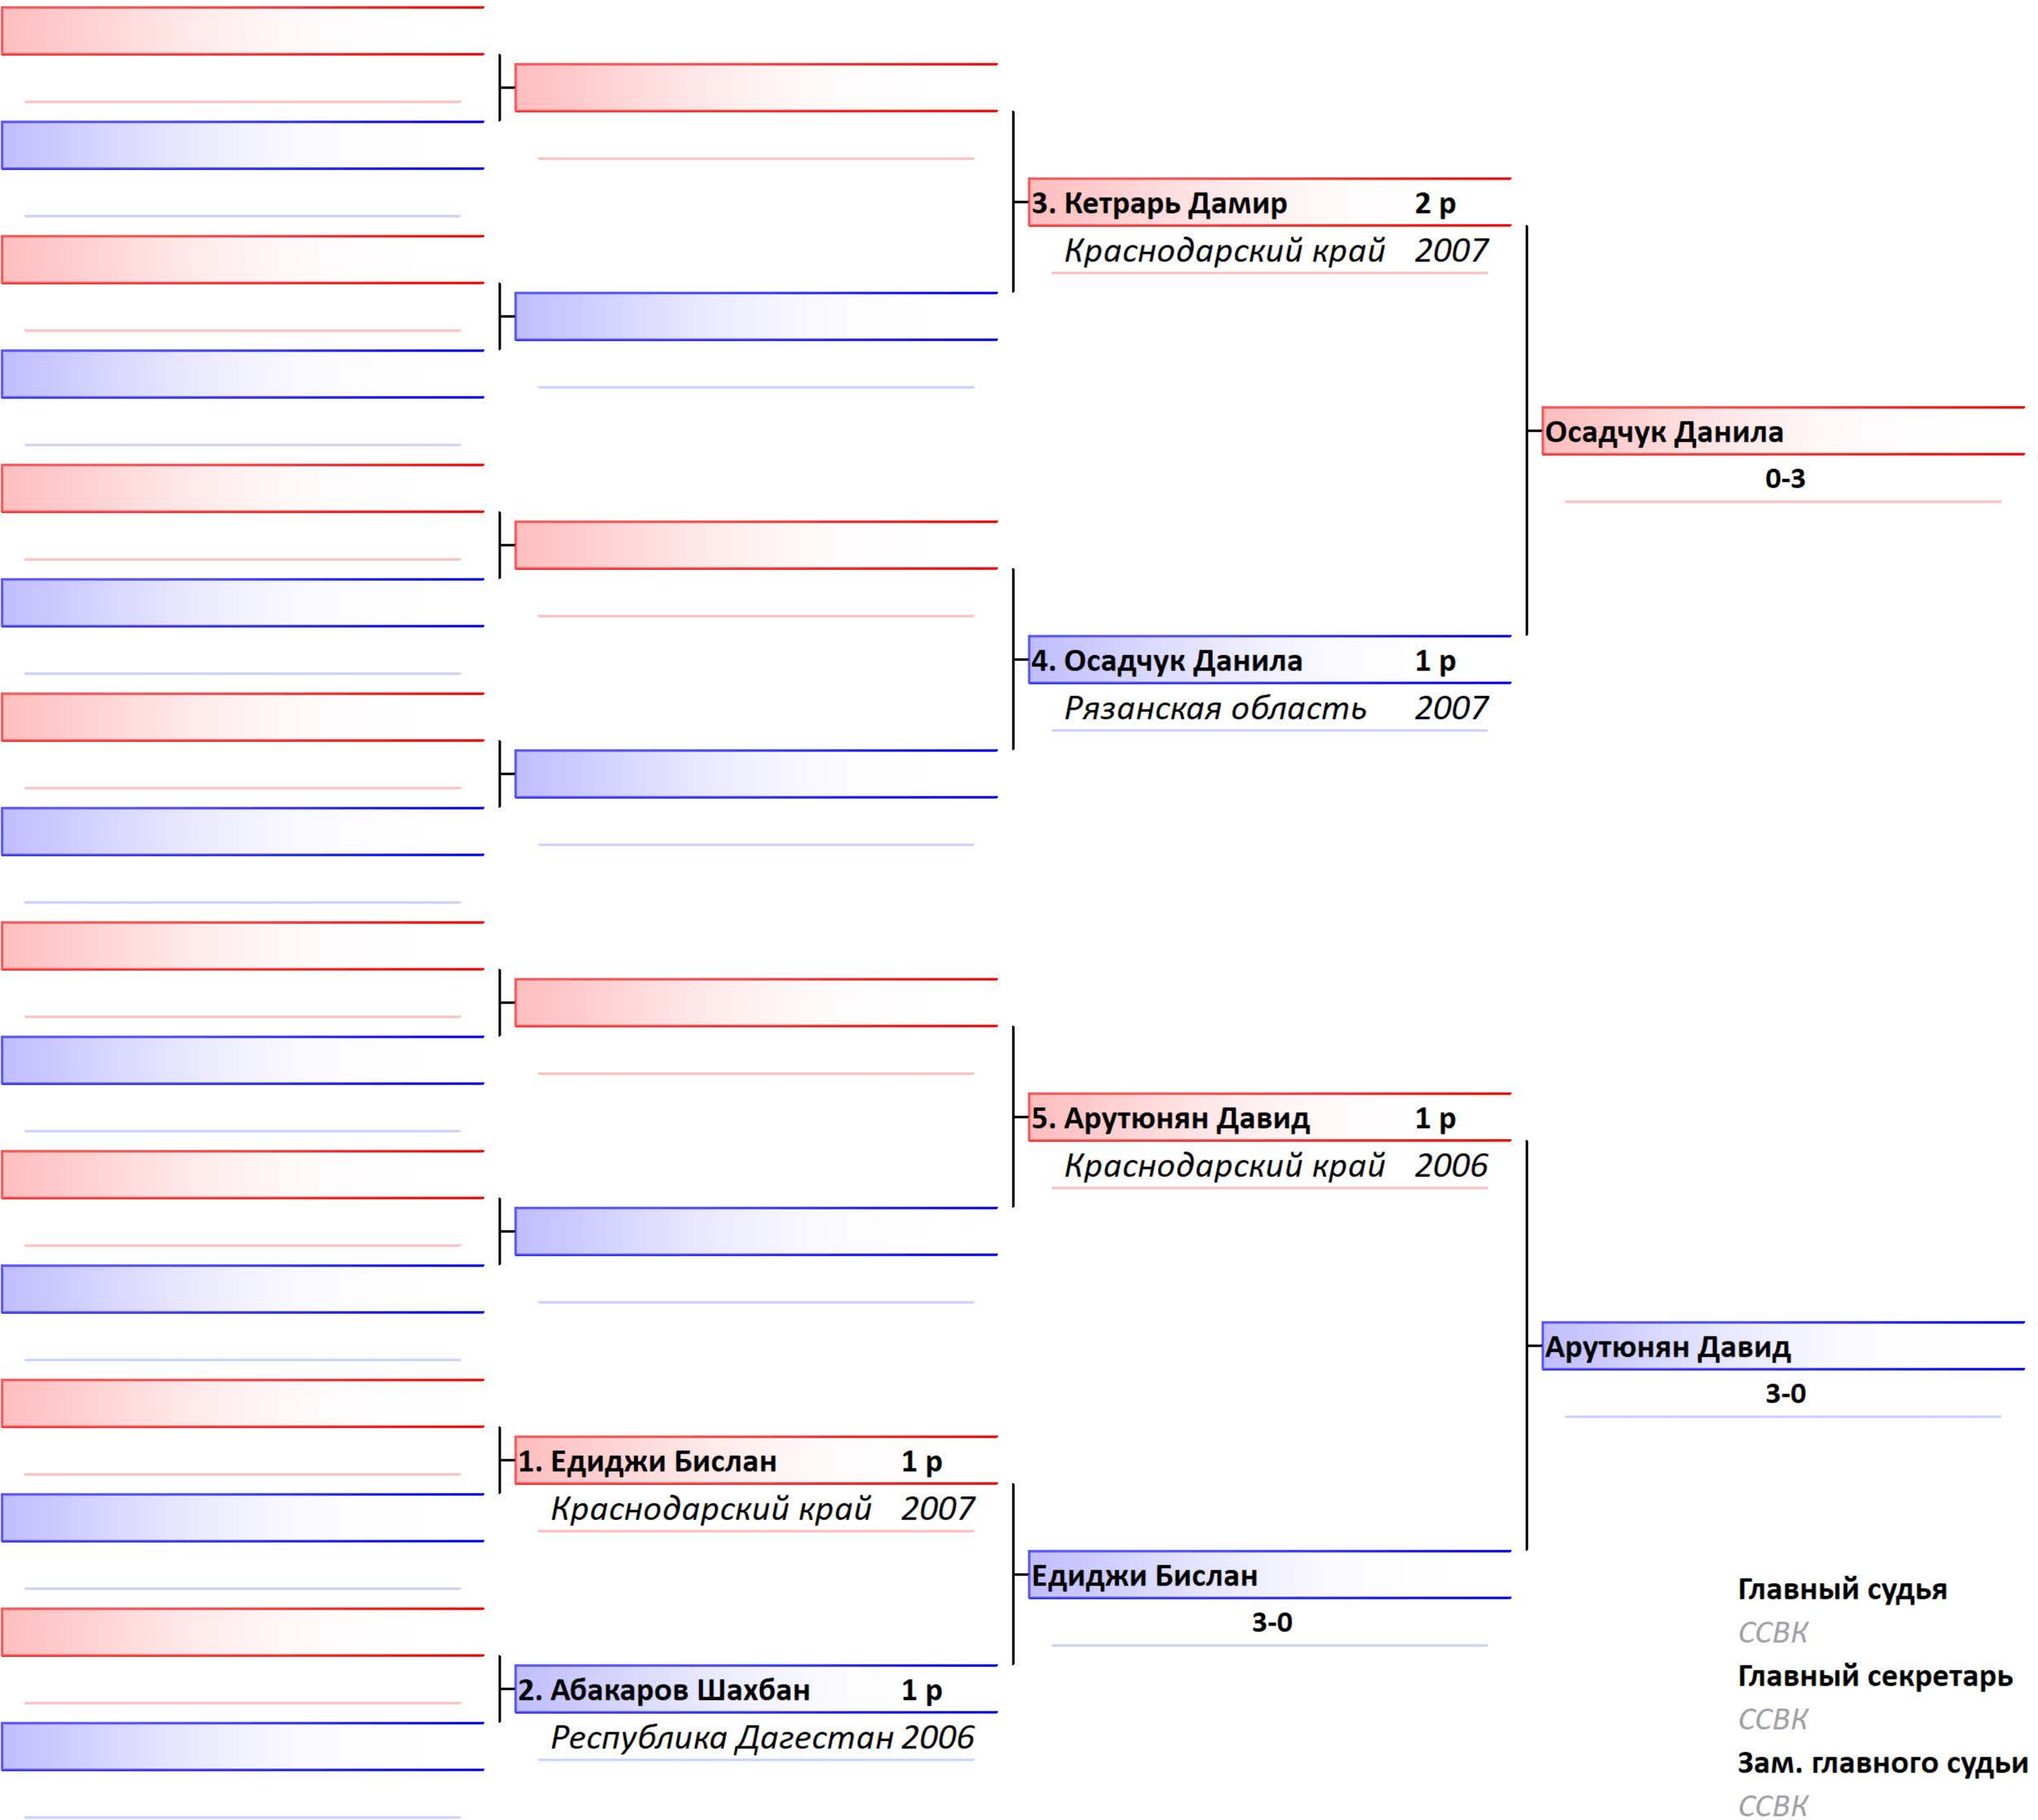 3. Кетрарь Дамир 2 р
Краснодарский край 2007
Осадчук Данила
0-3
4. Осадчук Данила 1 р
Рязанская область 2007
5. Арутюнян Давид 1 р
Краснодарский край 2006
Арутюнян Давид
3-0
1. Едиджи Бислан 1 р
Краснодарский край 2007
Едиджи Бислан
3-0
2. Абакаров Шахбан 1 р
Республика Дагестан 2006
Главный судья
ССВК
Главный секретарь
ССВК
Зам. главного судьи
ССВК